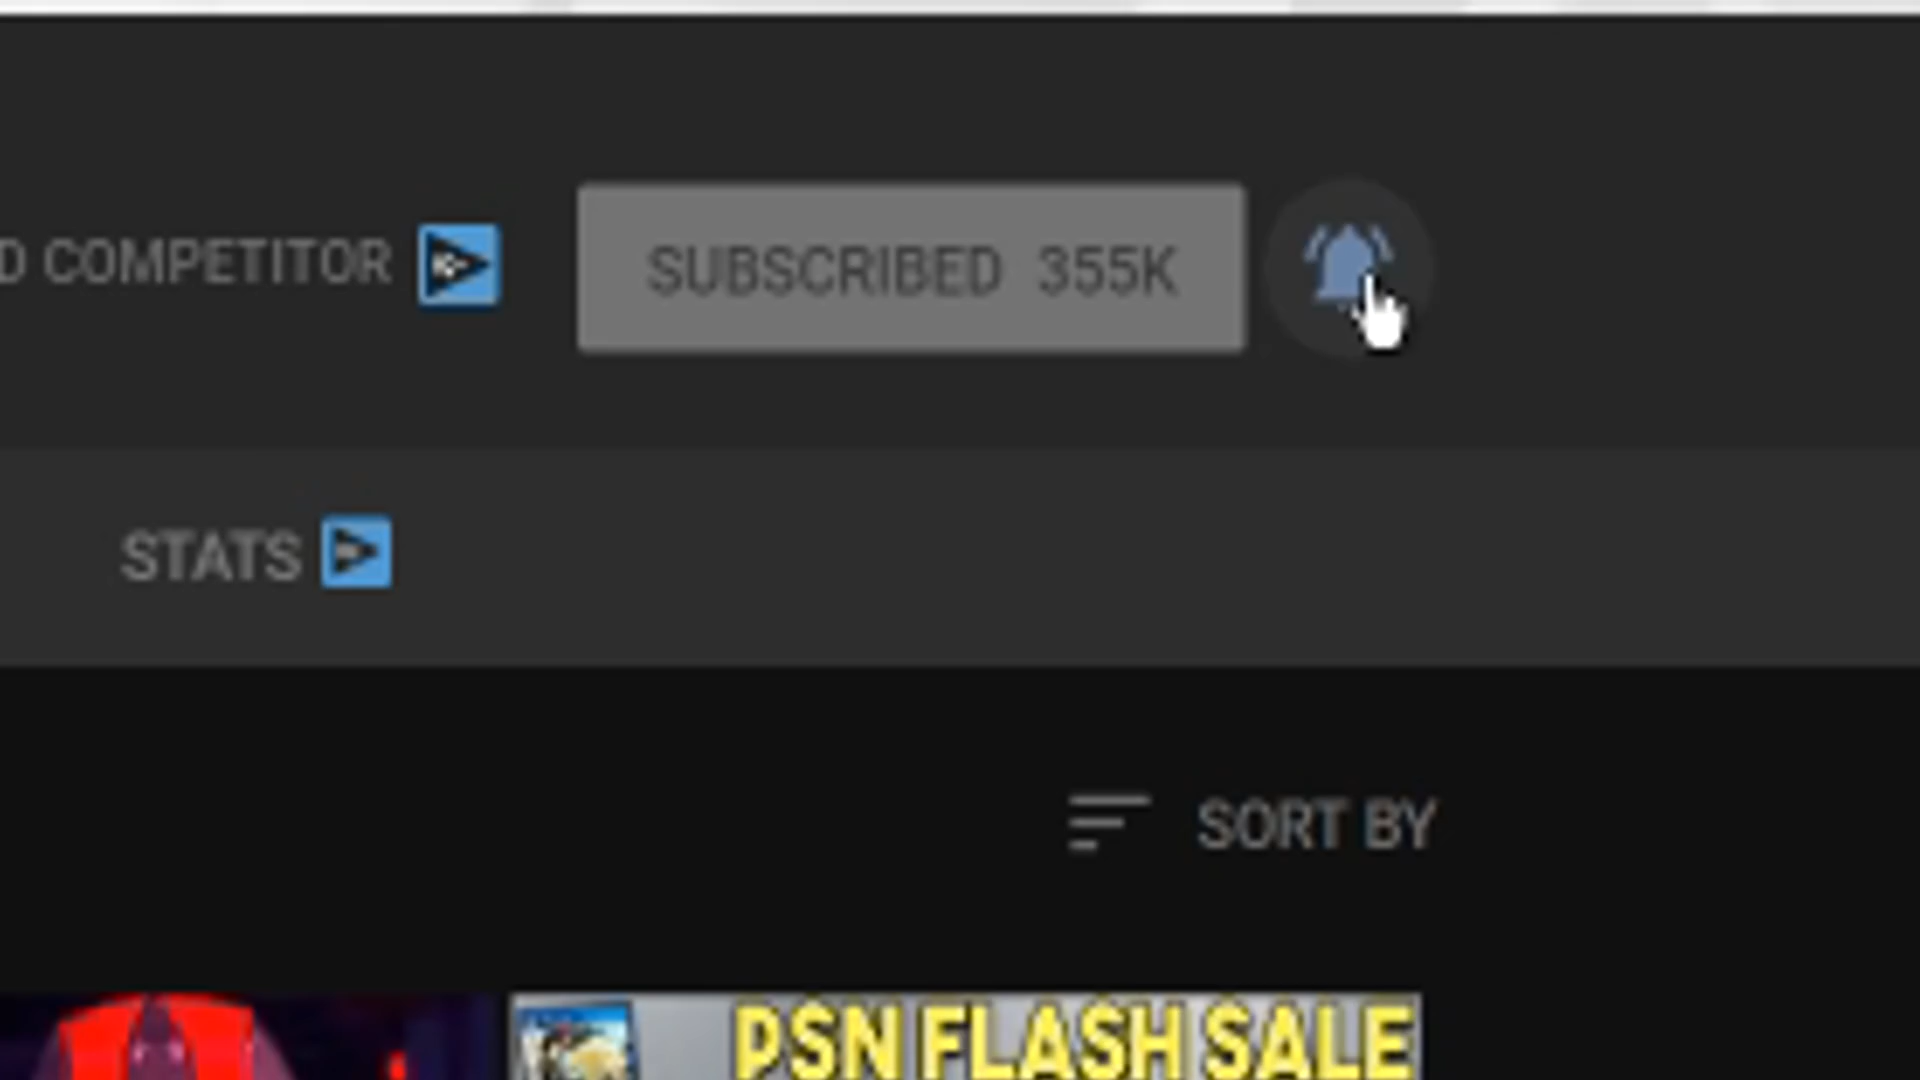 D COMPETITOR
SUBSCRIBED 355K
STATS
SORT BY
PSN FLASH SALE